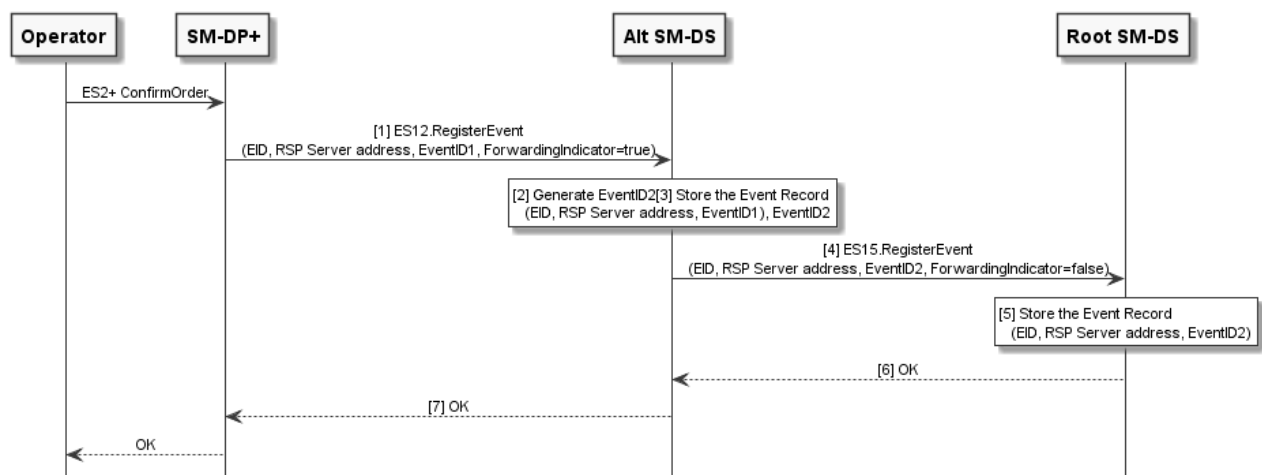 Operator
SM-DP+
Alt SM-DS
Root SM-DS
ES2+ ConfirmOrder
[1] ES12.RegisterEvent
(EID, RSP Server address, EventID1, ForwardingIndicator=true)
[2] Generate EventID2[3] Store the Event Record
(EID, RSP Server address, EventID1), EventID2
[4] ES15.RegisterEvent
(EID, RSP Server address, EventID2, ForwardingIndicator=false)
[5] Store the Event Record
(EID, RSP Server address, EventID2)
[6] OK
[7] OK
OK